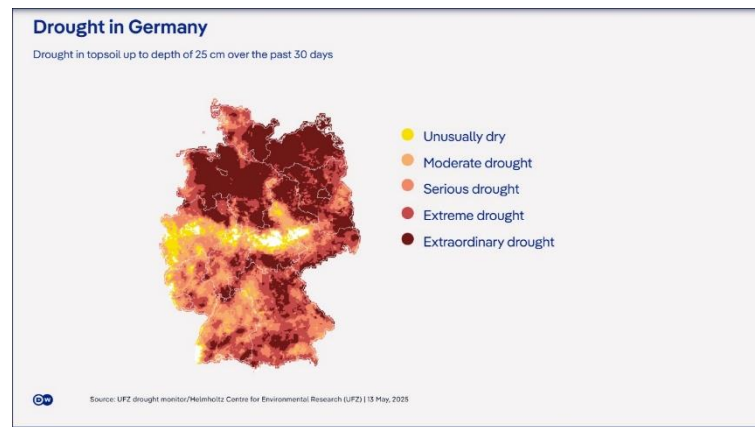 Drought in Germany
Drought in topsoil up to depth of 25 cm over the past 30 days
Unusually dry
Moderate drought
Serious drought
Extreme drought
Extraordinary drought
DW
Source: UFZ drought monitor/Helmholtz Centre for Environmental Research (UFZ) | 13 May, 2025